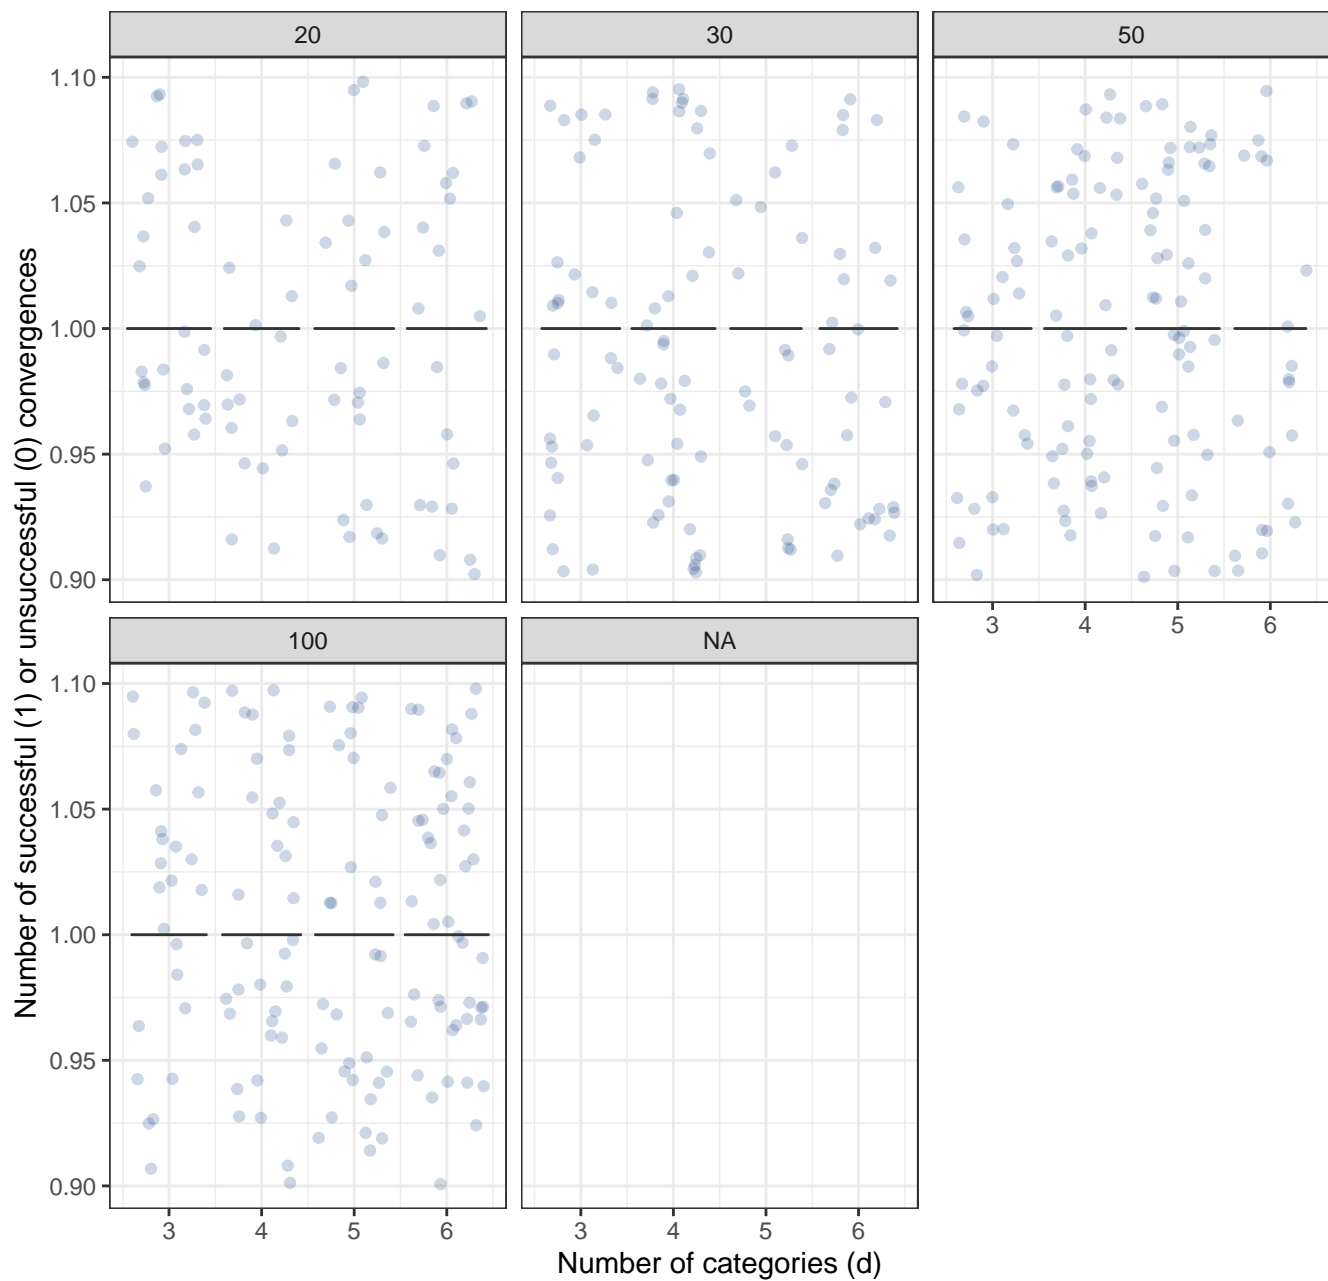 20
30
50
1.10
1.05
1.00
0.95
0.90
3 4 5 6
100
NA
1.10
1.05
1.00
0.95
0.90
3 4 5 6
3 4 5 6
Number of categories (d)
Number of successful (1) or unsuccessful (0) convergences